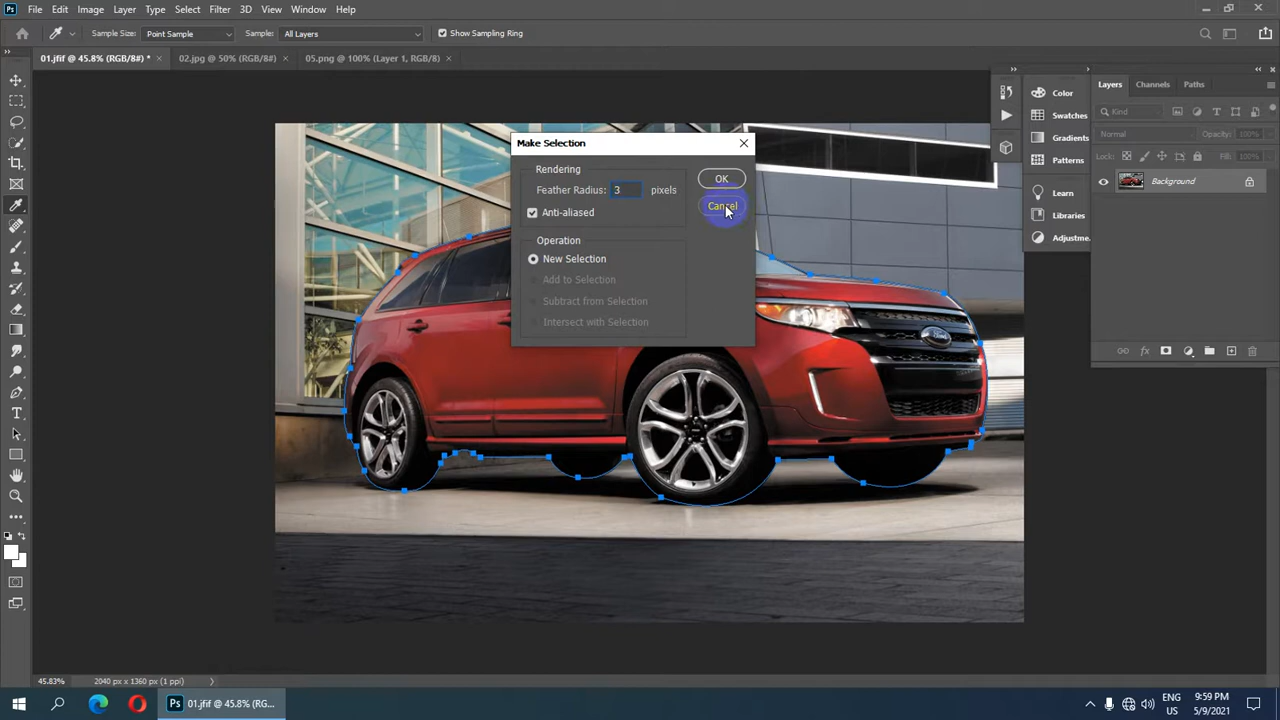 Ps File Edit Image Layer Type Select Filter 3D View Window Help
Sample Size: Point Sample Sample: All Layers Show Sampling Ring
01.jfif @ 45.8% (RGB/8#) * × 02.jpg @ 50% (RGB/8#) × 05.png @ 100% (Layer 1, RGB/8) ×
Make Selection
Rendering
Feather Radius: 3 pixels
Anti-aliased
OK
Cancel
Operation
New Selection
Add to Selection
Subtract from Selection
Intersect with Selection
Color
Swatches
Gradients
Patterns
Learn
Libraries
Adjustme
Layers Channels Paths
Kind
Normal Opacity: 100%
Lock: Fill: 100%
Background
Ford
45.83% 2040 px x 1360 px (1 ppi)
Ps 01.jfif @ 45.8% (RG...
ENG
US
9:59 PM
5/9/2021